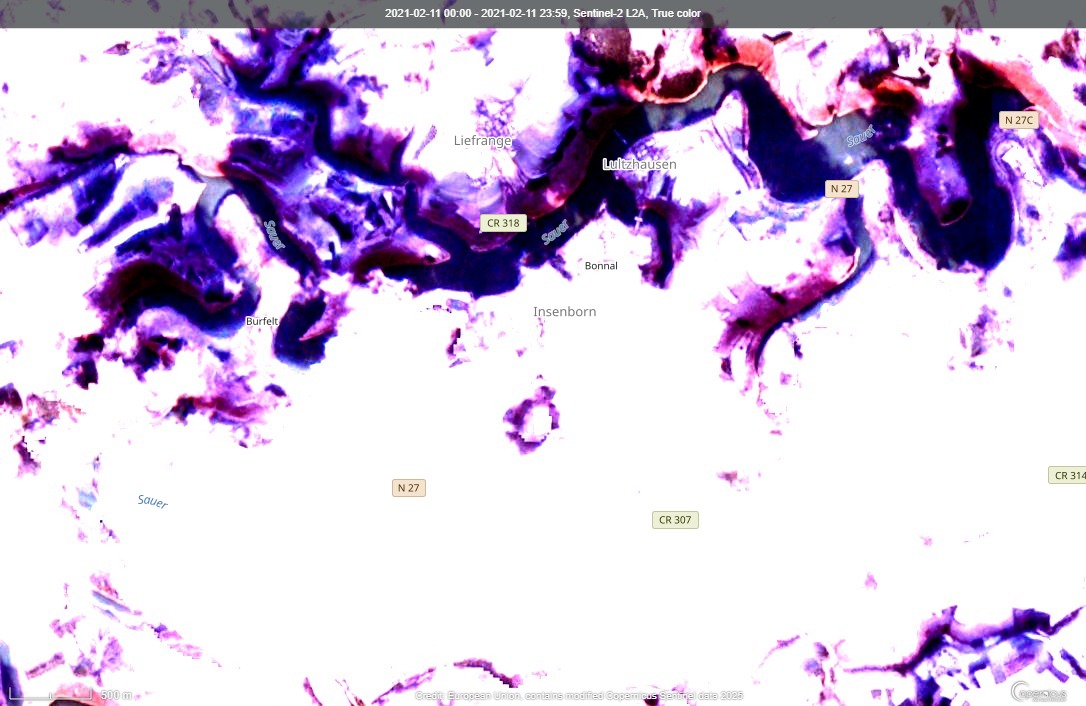 2021-02-11 00:00 - 2021-02-11 23:59, Sentinel-2 L2A, True color
N 27C
Sauer
Liefrange
Lultzhausen
N 27
CR 318
Sauer
Sauer
Bonnal
Insenborn
Burfelt
CR 314
N 27
Sauer
CR 307
500 m
Credit: European Union, contains modified Copernicus Sentinel data 2025
opernicus